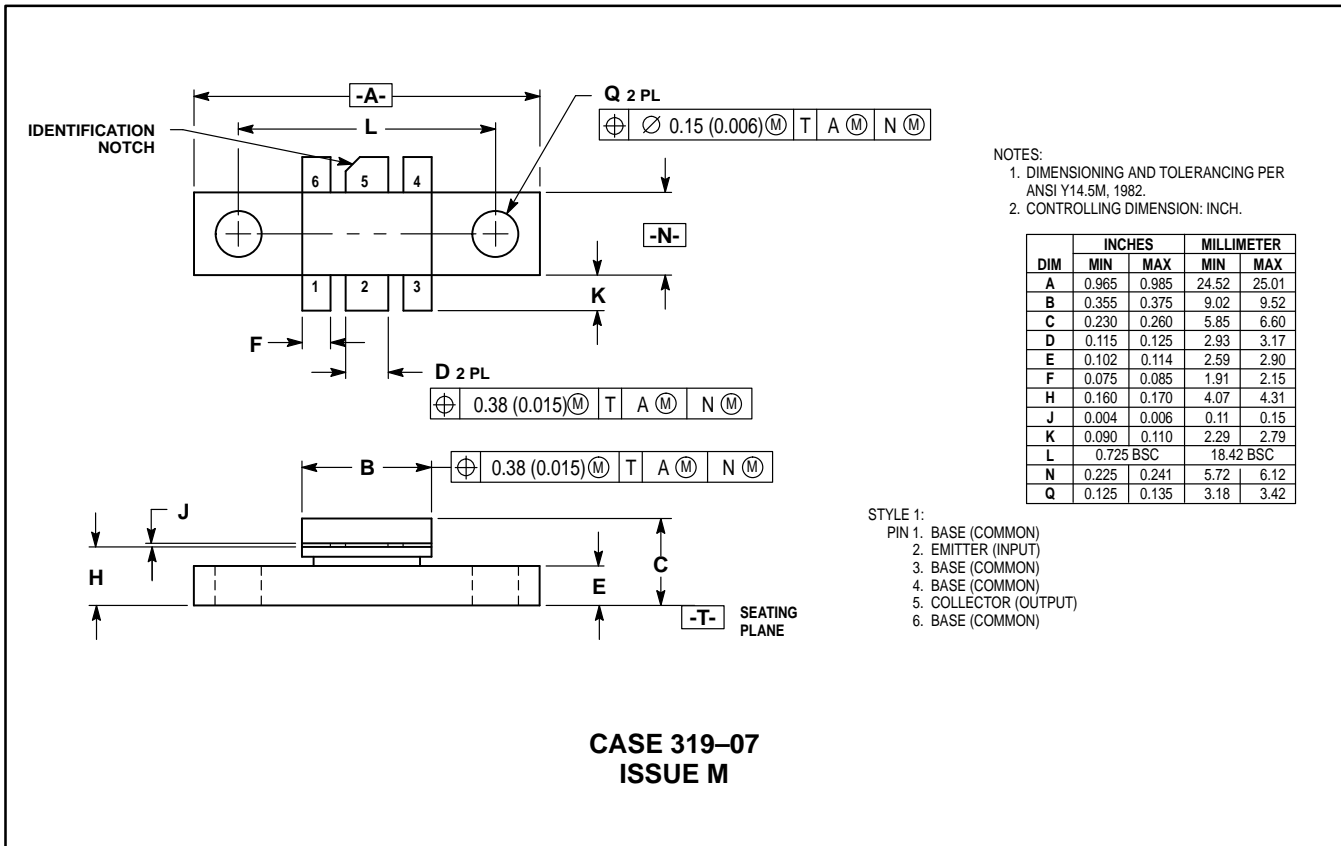 -A-
L
Q 2 PL
⌖ ∅ 0.15 (0.006) Ⓜ T A Ⓜ N Ⓜ
IDENTIFICATION
NOTCH
6 5 4
-N-
1 2 3
K
F
D 2 PL
⌖ 0.38 (0.015) Ⓜ T A Ⓜ N Ⓜ
B
⌖ 0.38 (0.015) Ⓜ T A Ⓜ N Ⓜ
J
H
C
E
-T- SEATING
PLANE
NOTES:
1. DIMENSIONING AND TOLERANCING PER
ANSI Y14.5M, 1982.
2. CONTROLLING DIMENSION: INCH.
INCHES MILLIMETER
DIM MIN MAX MIN MAX
A 0.965 0.985 24.52 25.01
B 0.355 0.375 9.02 9.52
C 0.230 0.260 5.85 6.60
D 0.115 0.125 2.93 3.17
E 0.102 0.114 2.59 2.90
F 0.075 0.085 1.91 2.15
H 0.160 0.170 4.07 4.31
J 0.004 0.006 0.11 0.15
K 0.090 0.110 2.29 2.79
L 0.725 BSC 18.42 BSC
N 0.225 0.241 5.72 6.12
Q 0.125 0.135 3.18 3.42
STYLE 1:
PIN 1. BASE (COMMON)
2. EMITTER (INPUT)
3. BASE (COMMON)
4. BASE (COMMON)
5. COLLECTOR (OUTPUT)
6. BASE (COMMON)
CASE 319–07
ISSUE M